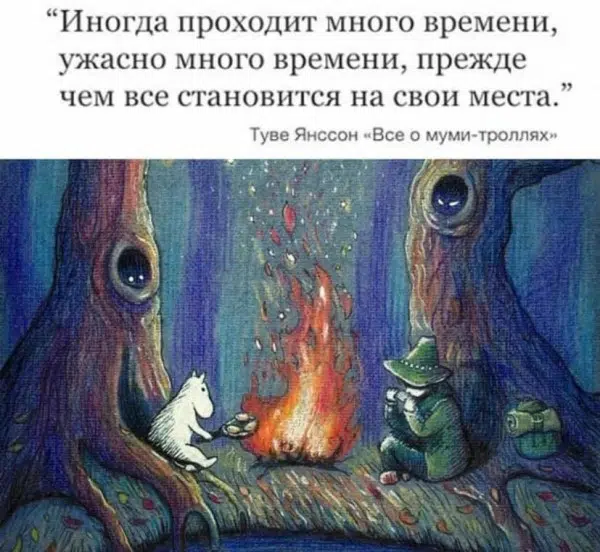 “Иногда проходит много времени,
ужасно много времени, прежде
чем все становится на свои места.”
Туве Янссон «Все о муми-троллях»